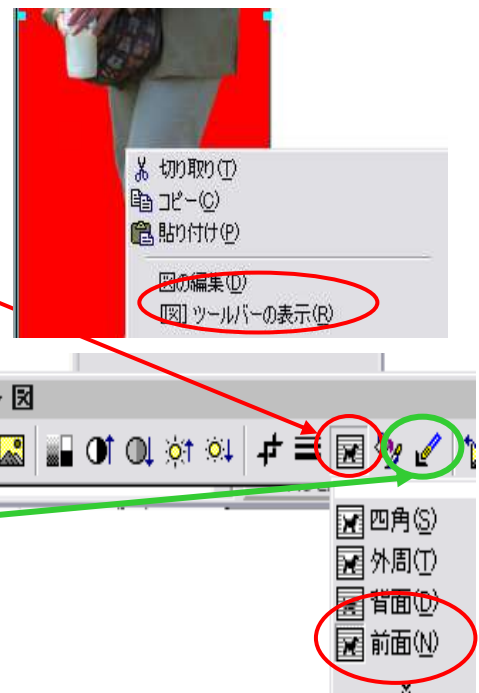 切り取り(T)
コピー(C)
貼り付け(P)
図の編集(D)
[図] ツールバーの表示(R)
図
四角(S)
外周(T)
背面(D)
前面(N)